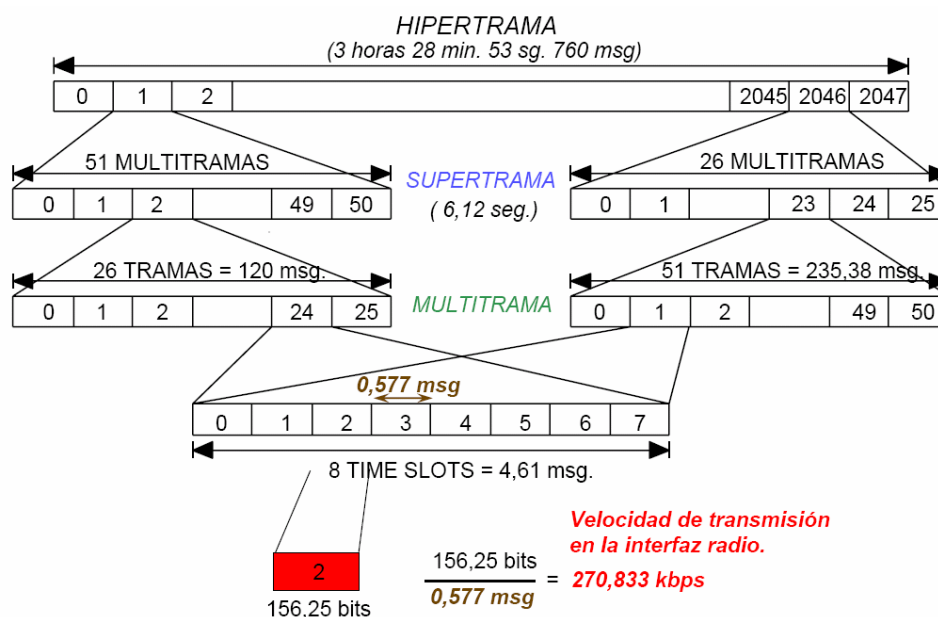 HIPERTRAMA
(3 horas 28 min. 53 sg. 760 msg)
0 1 2 2045 2046 2047
51 MULTITRAMAS
26 MULTITRAMAS
SUPERTRAMA
( 6,12 seg.)
0 1 2 49 50
0 1 23 24 25
26 TRAMAS = 120 msg.
51 TRAMAS = 235,38 msg.
MULTITRAMA
0 1 2 24 25
0 1 2 49 50
0,577 msg
0 1 2 3 4 5 6 7
8 TIME SLOTS = 4,61 msg.
2
156,25 bits
156,25 bits
0,577 msg
=
Velocidad de transmisión
en la interfaz radio.
270,833 kbps